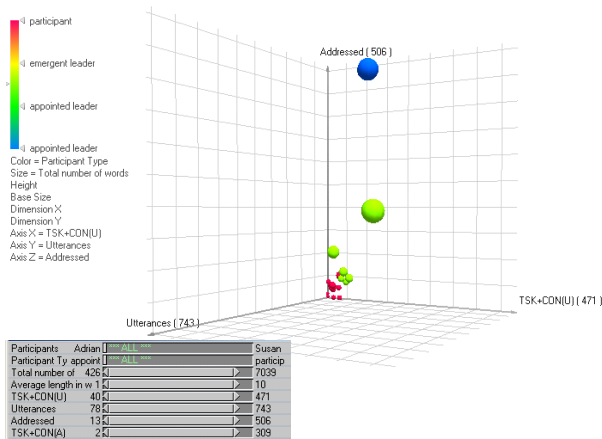 participant
emergent leader
appointed leader
appointed leader
Color = Participant Type
Size = Total number of words
Height
Base Size
Dimension X
Dimension Y
Axis X = TSK+CON(U)
Axis Y = Utterances
Axis Z = Addressed
Addressed ( 506 )
TSK+CON(U) ( 471 )
Utterances ( 743 )
Participants Adrian *** ALL *** Susan
Participant Ty appoint *** ALL *** particip
Total number of 426 7039
Average length in w 1 10
TSK+CON(U) 40 471
Utterances 78 743
Addressed 13 506
TSK+CON(A) 2 309